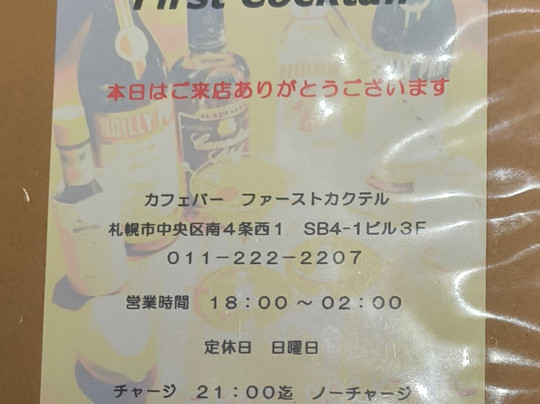 First Cocktail
本日はご来店ありがとうございます
NOILLY
カフェバー ファーストカクテル
札幌市中央区南4条西1 SB4-1ビル3F
011-222-2207
営業時間 18:00~02:00
定休日 日曜日
チャージ 21:00迄 ノーチャージ